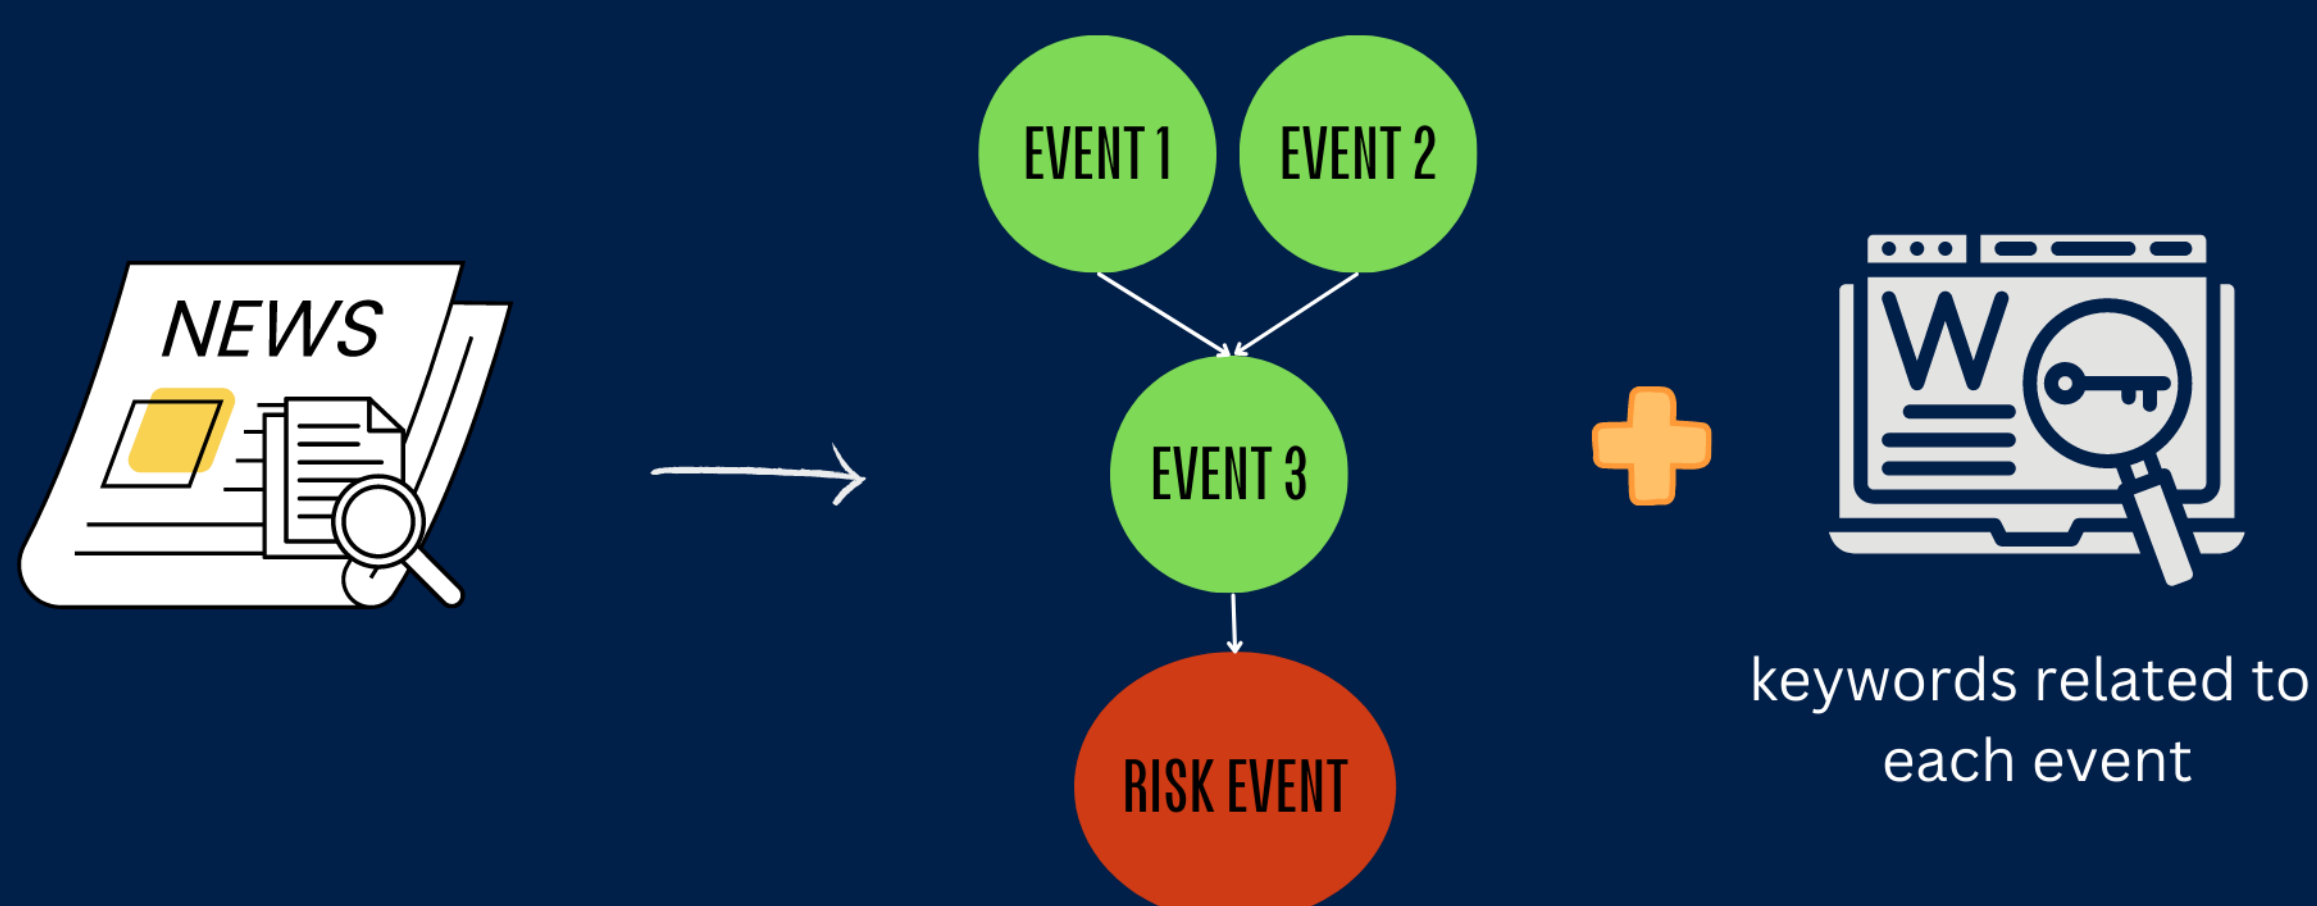 NEWS
EVENT 1
EVENT 2
EVENT 3
RISK EVENT
W
keywords related to
each event